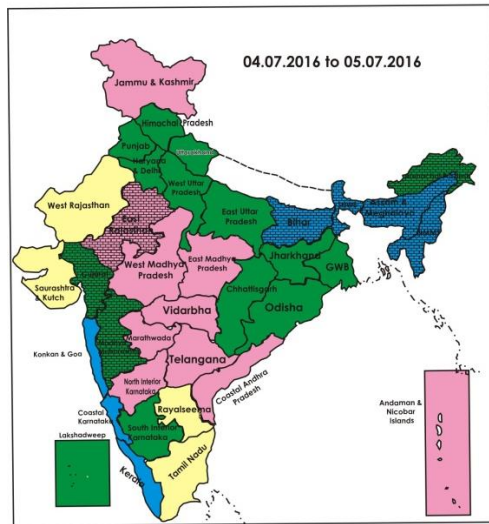 04.07.2016 to 05.07.2016
Jammu & Kashmir
Himachal Pradesh
Punjab
Uttarakhand
Haryana
& Delhi
West Uttar
Pradesh
West Rajasthan
East
Rajasthan
East Uttar
Pradesh
Bihar
Assam &
Meghalaya
West Madhya
Pradesh
East Madhya
Pradesh
Jharkhand
GWB
Gujarat
Saurashtra
& Kutch
Chhattisgarh
Odisha
Vidarbha
Marathwada
Konkan & Goa
Telangana
North Interior
Karnataka
Coastal Andhra
Pradesh
Rayalseema
Coastal
Karnataka
South Interior
Karnataka
Andaman &
Nicobar
Islands
Lakshadweep
Kerala
Tamil Nadu